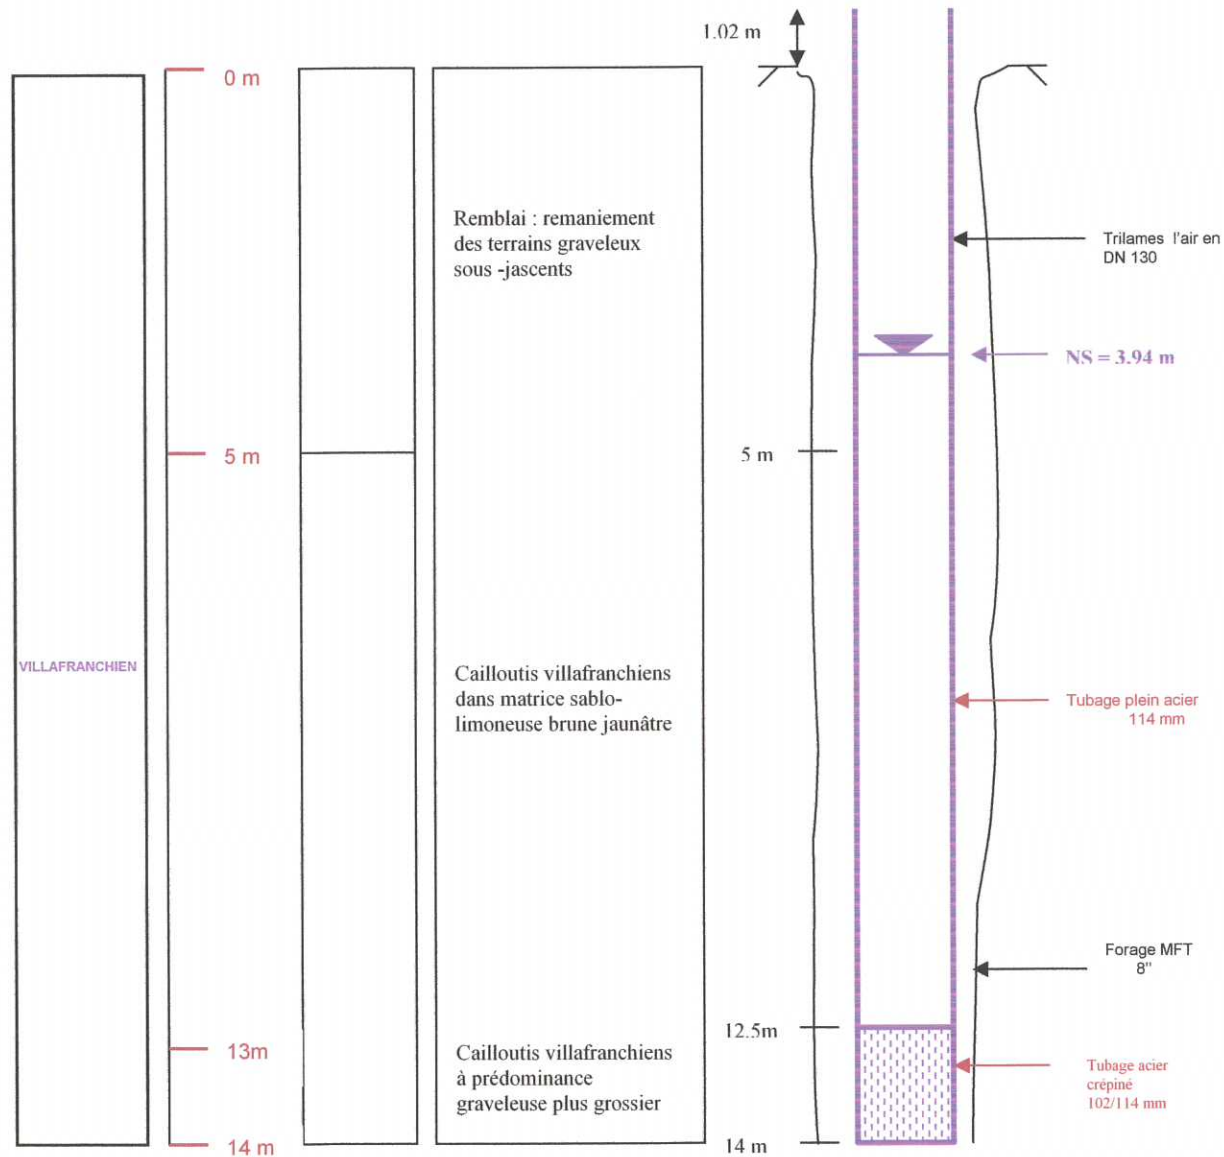 1.02 m
0 m
Remblai : remaniement
des terrains graveleux
sous -jascents
Trilames l'air en
DN 130
NS = 3.94 m
5 m
5 m
VILLAFRANCHIEN
Cailloutis villafranchiens
dans matrice sablo-
limoneuse brune jaunâtre
Tubage plein acier
114 mm
Forage MFT
8"
12.5m
13m
Cailloutis villafranchiens
à prédominance
graveleuse plus grossier
Tubage acier
crépiné
102/114 mm
14 m
14 m